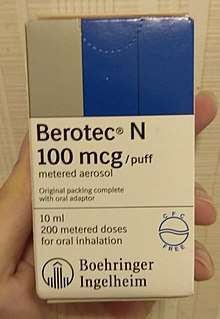 Berotec® N
100 mcg/puff
metered aerosol
Original packing complete
with oral adaptor
10 ml
200 metered doses
for oral inhalation
CFC
FREE
Boehringer
Ingelheim